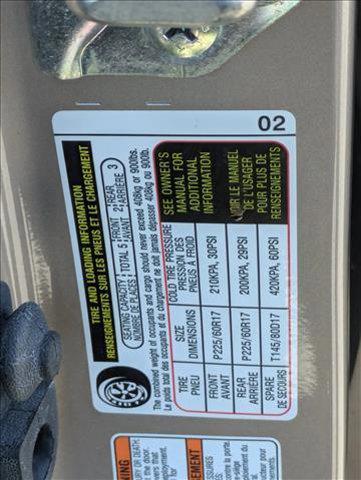 02
TIRE AND LOADING INFORMATION
RENSEIGNEMENTS SUR LES PNEUS ET LE CHARGEMENT
SEATING CAPACITY TOTAL 5 FRONT 2 REAR 3
NOMBRE DE PLACES AVANT ARRIÈRE
The combined weight of occupants and cargo should never exceed 408kg or 900lbs.
Le poids total des occupants et du chargement ne doit jamais dépasser 408kg ou 900lb.
TIRE SIZE COLD TIRE PRESSURE
PNEU DIMENSIONS PRESSION DES PNEUS À FROID
FRONT P225/60R17 210KPA, 30PSI
AVANT
REAR P225/60R17 200KPA, 29PSI
ARRIÈRE
SPARE T145/80D17 420KPA, 60PSI
DE SECOURS
SEE OWNER'S
MANUAL FOR
ADDITIONAL
INFORMATION
VOIR LE MANUEL
DE L'USAGER
POUR PLUS DE
RENSEIGNEMENTS